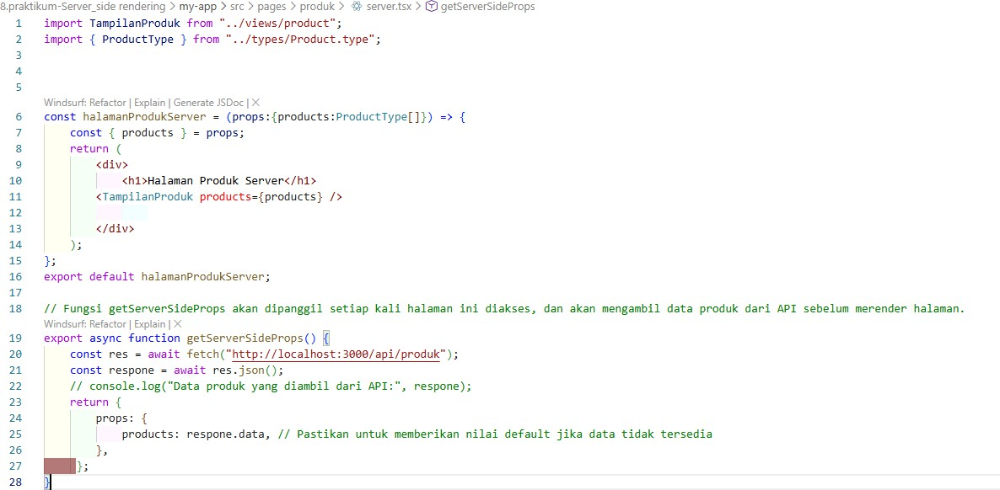 8.praktikum-Server_side rendering > my-app > src > pages > produk > server.tsx > getServerSideProps
1 import TampilanProduk from "../views/product";
2 import { ProductType } from "../types/Product.type";
3
4
5
Windsurf: Refactor | Explain | Generate JSDoc | ×
6 const halamanProdukServer = (props:{products:ProductType[]}) => {
7     const { products } = props;
8     return (
9         <div>
10             <h1>Halaman Produk Server</h1>
11         <TampilanProduk products={products} />
12
13         </div>
14     );
15 };
16 export default halamanProdukServer;
17
18 // Fungsi getServerSideProps akan dipanggil setiap kali halaman ini diakses, dan akan mengambil data produk dari API sebelum merender halaman.
Windsurf: Refactor | Explain | ×
19 export async function getServerSideProps() {
20     const res = await fetch("http://localhost:3000/api/produk");
21     const respone = await res.json();
22     // console.log("Data produk yang diambil dari API:", respone);
23     return {
24         props: {
25             products: respone.data, // Pastikan untuk memberikan nilai default jika data tidak tersedia
26         },
27      };
28 }